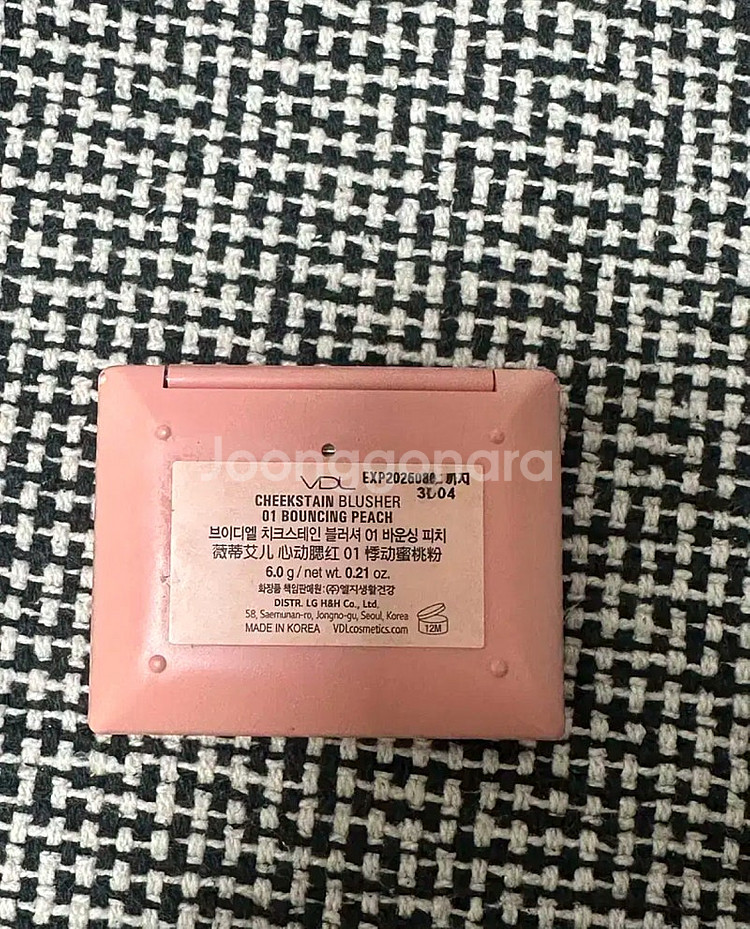 Joonggonara
VDL
3D04
CHEEKSTAIN BLUSHER
01 BOUNCING PEACH
브이디엘 치크스테인 블러셔 01 바운싱 피치
薇蒂艾儿 心动腮红 01 悸动蜜桃粉
6.0 g / net wt. 0.21 oz.
화장품 책임판매원 : (주)엘지생활건강
DISTR. LG H&H Co., Ltd.
58, Saemunan-ro, Jongno-gu, Seoul, Korea
MADE IN KOREA VDLcosmetics.com
12M